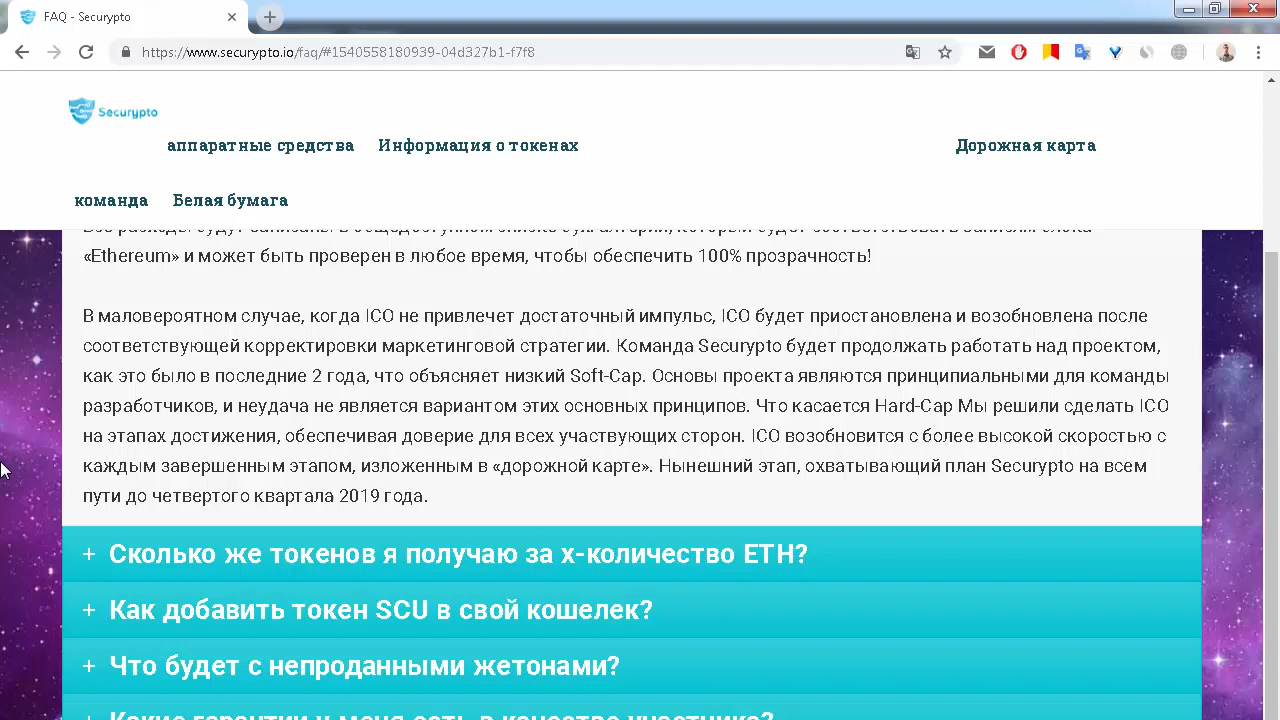 FAQ - Securypto
https://www.securypto.io/faq/#1540558180939-04d327b1-f7f8
Securypto
аппаратные средства Информация о токенах Дорожная карта
команда Белая бумага
«Ethereum» и может быть проверен в любое время, чтобы обеспечить 100% прозрачность!
В маловероятном случае, когда ICO не привлечет достаточный импульс, ICO будет приостановлена и возобновлена после
соответствующей корректировки маркетинговой стратегии. Команда Securypto будет продолжать работать над проектом,
как это было в последние 2 года, что объясняет низкий Soft-Cap. Основы проекта являются принципиальными для команды
разработчиков, и неудача не является вариантом этих основных принципов. Что касается Hard-Cap Мы решили сделать ICO
на этапах достижения, обеспечивая доверие для всех участвующих сторон. ICO возобновится с более высокой скоростью с
каждым завершенным этапом, изложенным в «дорожной карте». Нынешний этап, охватывающий план Securypto на всем
пути до четвертого квартала 2019 года.
+ Сколько же токенов я получаю за x-количество ETH?
+ Как добавить токен SCU в свой кошелек?
+ Что будет с непроданными жетонами?
Какие гарантии у меня есть в качестве участника?